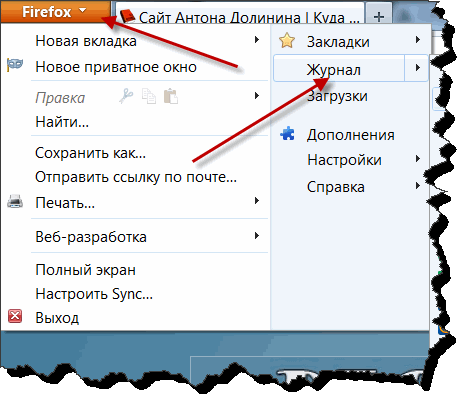 Firefox
Сайт Антона Долинина | Куда ...
Новая вкладка
Новое приватное окно
Правка
Найти...
Сохранить как...
Отправить ссылку по почте...
Печать...
Веб-разработка
Полный экран
Настроить Sync...
Выход
Закладки
Журнал
Загрузки
Дополнения
Настройки
Справка